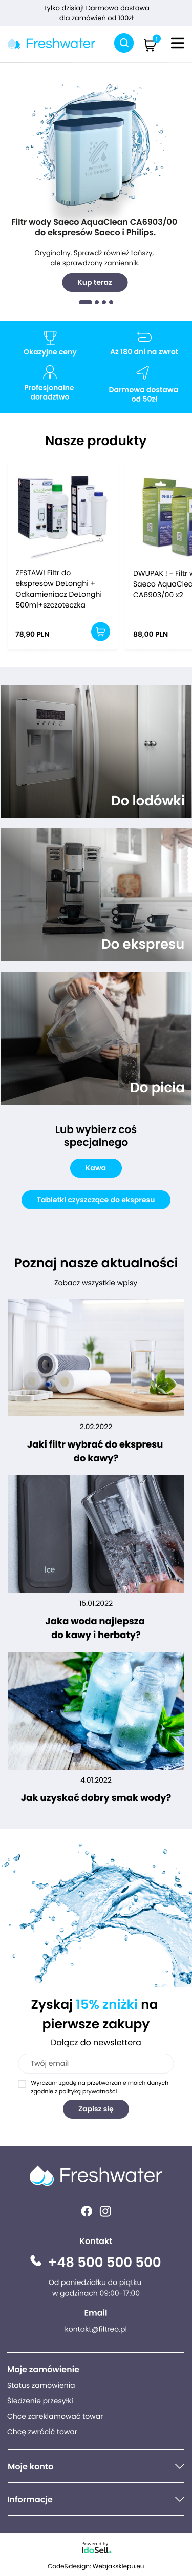 Tylko dzisiaj! Darmowa dostawa
dla zamówień od 100zł
Freshwater
1
Filtr wody Saeco AquaClean CA6903/00
do ekspresów Saeco i Philips.
Oryginalny. Sprawdź również tańszy,
ale sprawdzony zamiennik.
Kup teraz
Okazyjne ceny
Aż 180 dni na zwrot
Profesjonalne
doradztwo
Darmowa dostawa
od 50zł
Nasze produkty
ZESTAW! Filtr do
ekspresów DeLonghi +
Odkamieniacz DeLonghi
500ml+szczoteczka
78,90 PLN
DWUPAK ! - Filtr w
Saeco AquaClea
CA6903/00 x2
88,00 PLN
Do lodówki
Do ekspresu
Do picia
Lub wybierz coś
specjalnego
Kawa
Tabletki czyszczące do ekspresu
Poznaj nasze aktualności
Zobacz wszystkie wpisy
2.02.2022
Jaki filtr wybrać do ekspresu
do kawy?
Ice
15.01.2022
Jaka woda najlepsza
do kawy i herbaty?
4.01.2022
Jak uzyskać dobry smak wody?
Zyskaj 15% zniżki na
pierwsze zakupy
Dołącz do newslettera
Twój email
Wyrażam zgodę na przetwarzanie moich danych
zgodnie z polityką prywatności
Zapisz się
Freshwater
Kontakt
+48 500 500 500
Od poniedziałku do piątku
w godzinach 09:00-17:00
Email
kontakt@filtreo.pl
Moje zamówienie
Status zamówienia
Śledzenie przesyłki
Chce zareklamować towar
Chcę zwrócić towar
Moje konto
Informacje
Powered by
IdoSell.
Code&design: Webjaksklepu.eu